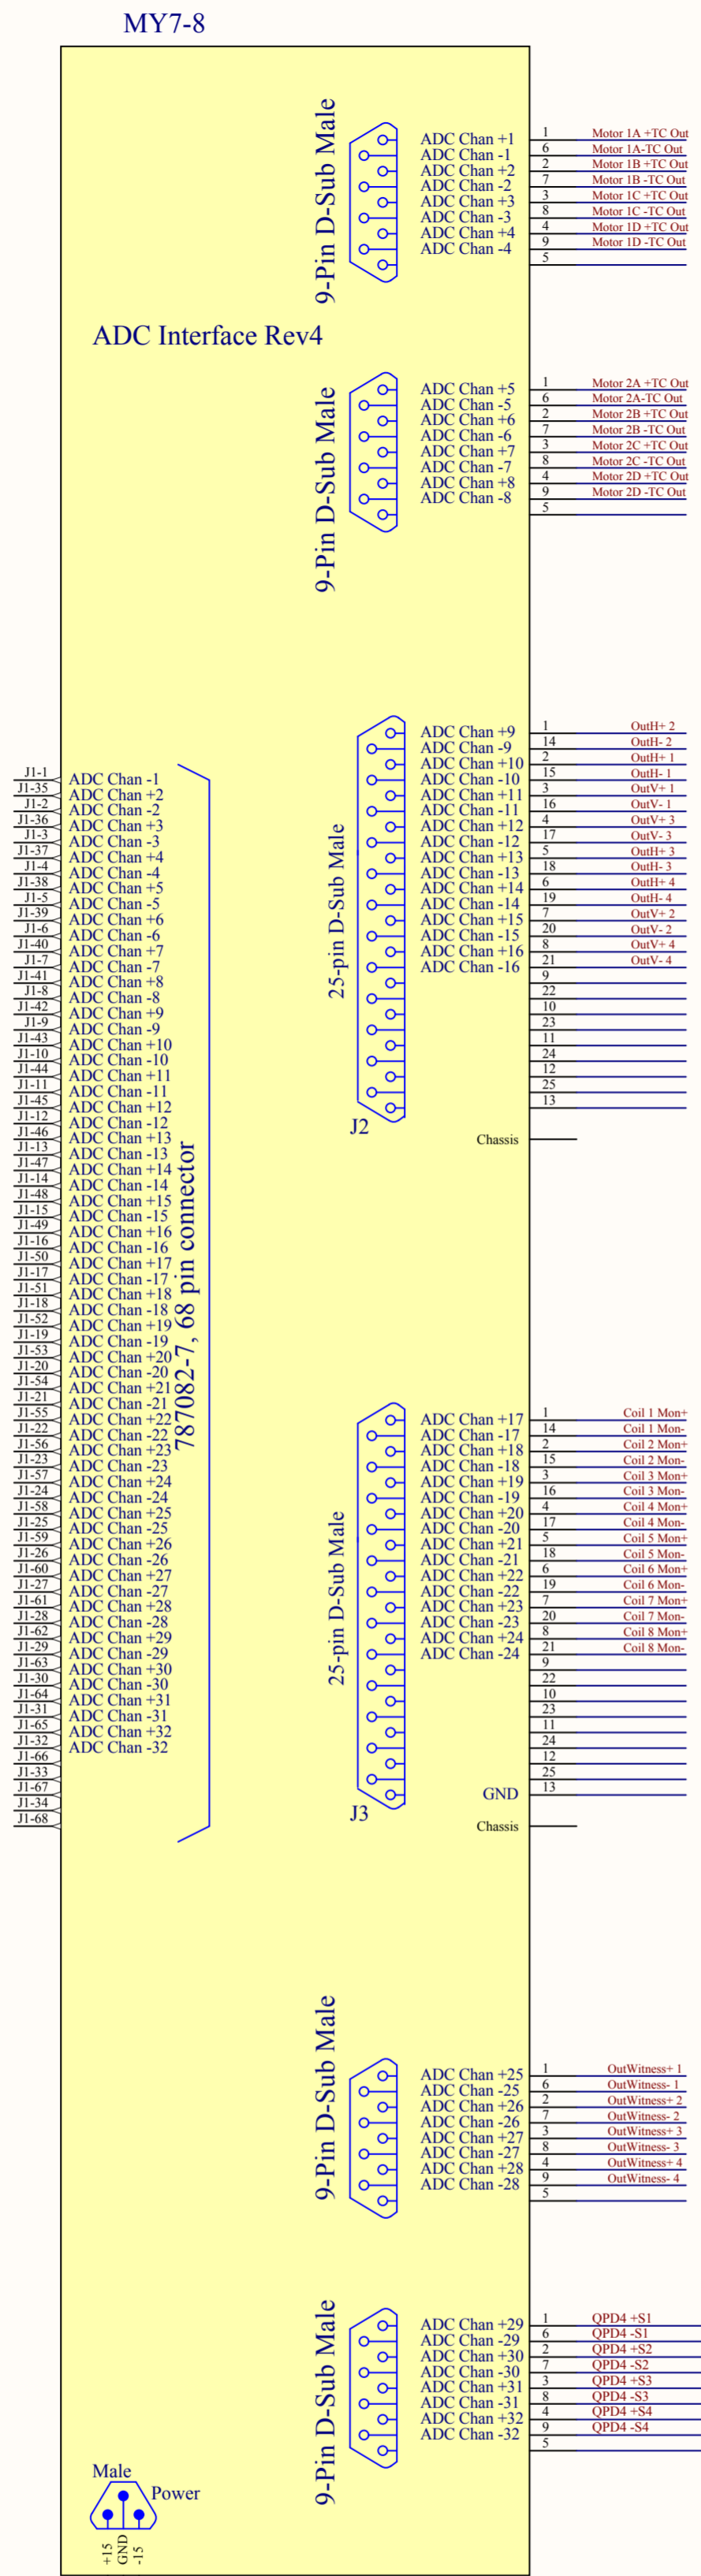 MY7-8
ADC Interface Rev4
9-Pin D-Sub Male
ADC Chan +1 1 Motor 1A +TC Out
ADC Chan -1 6 Motor 1A-TC Out
ADC Chan +2 2 Motor 1B +TC Out
ADC Chan -2 7 Motor 1B -TC Out
ADC Chan +3 3 Motor 1C +TC Out
ADC Chan -3 8 Motor 1C -TC Out
ADC Chan +4 4 Motor 1D +TC Out
ADC Chan -4 9 Motor 1D -TC Out
5
9-Pin D-Sub Male
ADC Chan +5 1 Motor 2A +TC Out
ADC Chan -5 6 Motor 2A-TC Out
ADC Chan +6 2 Motor 2B +TC Out
ADC Chan -6 7 Motor 2B -TC Out
ADC Chan +7 3 Motor 2C +TC Out
ADC Chan -7 8 Motor 2C -TC Out
ADC Chan +8 4 Motor 2D +TC Out
ADC Chan -8 9 Motor 2D -TC Out
5
J1-1 ADC Chan -1
J1-35 ADC Chan +2
J1-2 ADC Chan -2
J1-36 ADC Chan +3
J1-3 ADC Chan -3
J1-37 ADC Chan +4
J1-4 ADC Chan -4
J1-38 ADC Chan +5
J1-5 ADC Chan -5
J1-39 ADC Chan +6
J1-6 ADC Chan -6
J1-40 ADC Chan +7
J1-7 ADC Chan -7
J1-41 ADC Chan +8
J1-8 ADC Chan -8
J1-42 ADC Chan +9
J1-9 ADC Chan -9
J1-43 ADC Chan +10
J1-10 ADC Chan -10
J1-44 ADC Chan +11
J1-11 ADC Chan -11
J1-45 ADC Chan +12
J1-12 ADC Chan -12
J1-46 ADC Chan +13
J1-13 ADC Chan -13
J1-47 ADC Chan +14
J1-14 ADC Chan -14
J1-48 ADC Chan +15
J1-15 ADC Chan -15
J1-49 ADC Chan +16
J1-16 ADC Chan -16
J1-50 ADC Chan +17
J1-17 ADC Chan -17
J1-51 ADC Chan +18
J1-18 ADC Chan -18
J1-52 ADC Chan +19
J1-19 ADC Chan -19
J1-53 ADC Chan +20
J1-20 ADC Chan -20
J1-54 ADC Chan +21
J1-21 ADC Chan -21
J1-55 ADC Chan +22
J1-22 ADC Chan -22
J1-56 ADC Chan +23
J1-23 ADC Chan -23
J1-57 ADC Chan +24
J1-24 ADC Chan -24
J1-58 ADC Chan +25
J1-25 ADC Chan -25
J1-59 ADC Chan +26
J1-26 ADC Chan -26
J1-60 ADC Chan +27
J1-27 ADC Chan -27
J1-61 ADC Chan +28
J1-28 ADC Chan -28
J1-62 ADC Chan +29
J1-29 ADC Chan -29
J1-63 ADC Chan +30
J1-30 ADC Chan -30
J1-64 ADC Chan +31
J1-31 ADC Chan -31
J1-65 ADC Chan +32
J1-32 ADC Chan -32
J1-66
J1-33
J1-67
J1-34
J1-68
787082-7, 68 pin connector
25-pin D-Sub Male
J2
ADC Chan +9 1 OutH+ 2
ADC Chan -9 14 OutH- 2
ADC Chan +10 2 OutH+ 1
ADC Chan -10 15 OutH- 1
ADC Chan +11 3 OutV+ 1
ADC Chan -11 16 OutV- 1
ADC Chan +12 4 OutV+ 3
ADC Chan -12 17 OutV- 3
ADC Chan +13 5 OutH+ 3
ADC Chan -13 18 OutH- 3
ADC Chan +14 6 OutH+ 4
ADC Chan -14 19 OutH- 4
ADC Chan +15 7 OutV+ 2
ADC Chan -15 20 OutV- 2
ADC Chan +16 8 OutV+ 4
ADC Chan -16 21 OutV- 4
9
22
10
23
11
24
12
25
13
Chassis
25-pin D-Sub Male
J3
ADC Chan +17 1 Coil 1 Mon+
ADC Chan -17 14 Coil 1 Mon-
ADC Chan +18 2 Coil 2 Mon+
ADC Chan -18 15 Coil 2 Mon-
ADC Chan +19 3 Coil 3 Mon+
ADC Chan -19 16 Coil 3 Mon-
ADC Chan +20 4 Coil 4 Mon+
ADC Chan -20 17 Coil 4 Mon-
ADC Chan +21 5 Coil 5 Mon+
ADC Chan -21 18 Coil 5 Mon-
ADC Chan +22 6 Coil 6 Mon+
ADC Chan -22 19 Coil 6 Mon-
ADC Chan +23 7 Coil 7 Mon+
ADC Chan -23 20 Coil 7 Mon-
ADC Chan +24 8 Coil 8 Mon+
ADC Chan -24 21 Coil 8 Mon-
9
22
10
23
11
24
12
25
GND 13
Chassis
9-Pin D-Sub Male
ADC Chan +25 1 OutWitness+ 1
ADC Chan -25 6 OutWitness- 1
ADC Chan +26 2 OutWitness+ 2
ADC Chan -26 7 OutWitness- 2
ADC Chan +27 3 OutWitness+ 3
ADC Chan -27 8 OutWitness- 3
ADC Chan +28 4 OutWitness+ 4
ADC Chan -28 9 OutWitness- 4
5
9-Pin D-Sub Male
ADC Chan +29 1 QPD4 +S1
ADC Chan -29 6 QPD4 -S1
ADC Chan +30 2 QPD4 +S2
ADC Chan -30 7 QPD4 -S2
ADC Chan +31 3 QPD4 +S3
ADC Chan -31 8 QPD4 -S3
ADC Chan +32 4 QPD4 +S4
ADC Chan -32 9 QPD4 -S4
5
Male
Power
+15
GND
-15